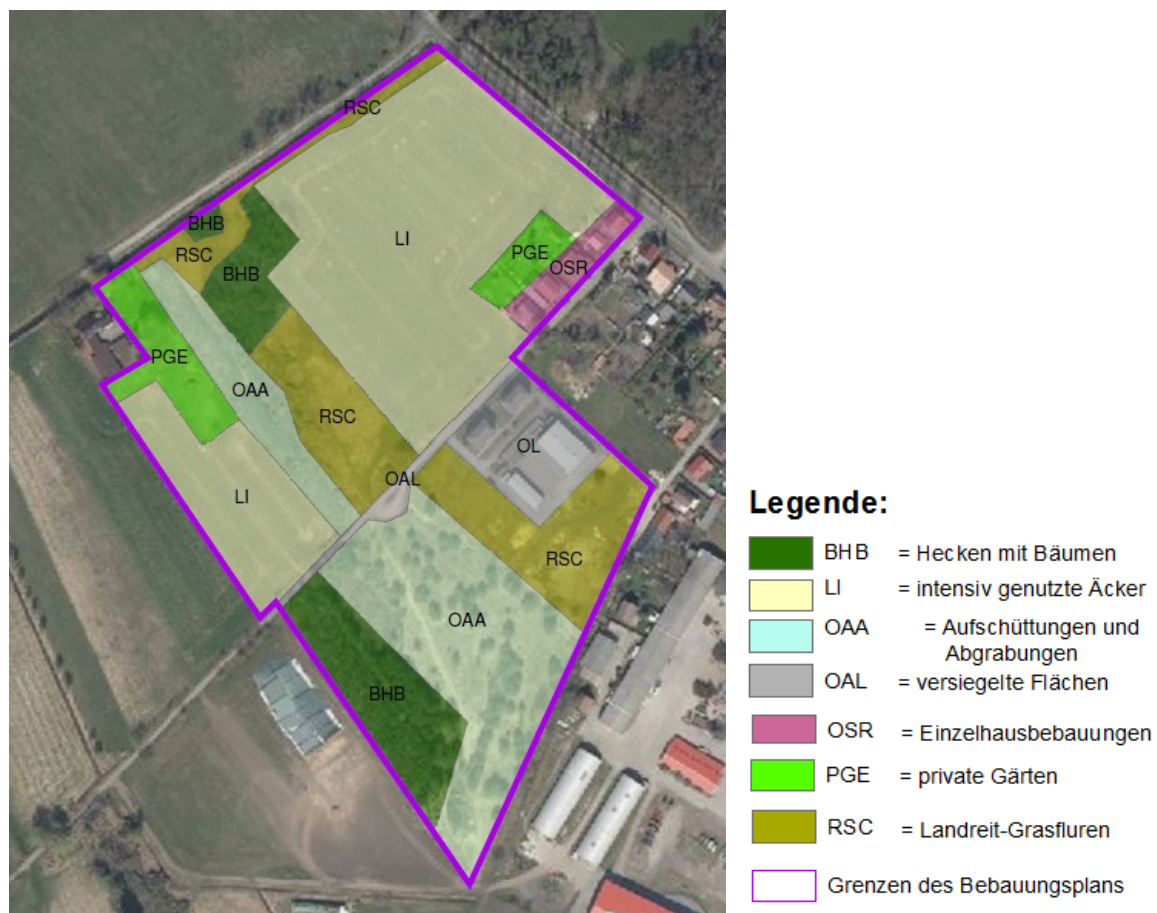 RSC
BHB
RSC
BHB
LI
PGE
OSR
PGE
OAA
RSC
OL
OAL
LI
RSC
OAA
BHB
Legende:
BHB = Hecken mit Bäumen
LI = intensiv genutzte Äcker
OAA = Aufschüttungen und
Abgrabungen
OAL = versiegelte Flächen
OSR = Einzelhausbebauungen
PGE = private Gärten
RSC = Landreit-Grasfluren
Grenzen des Bebauungsplans